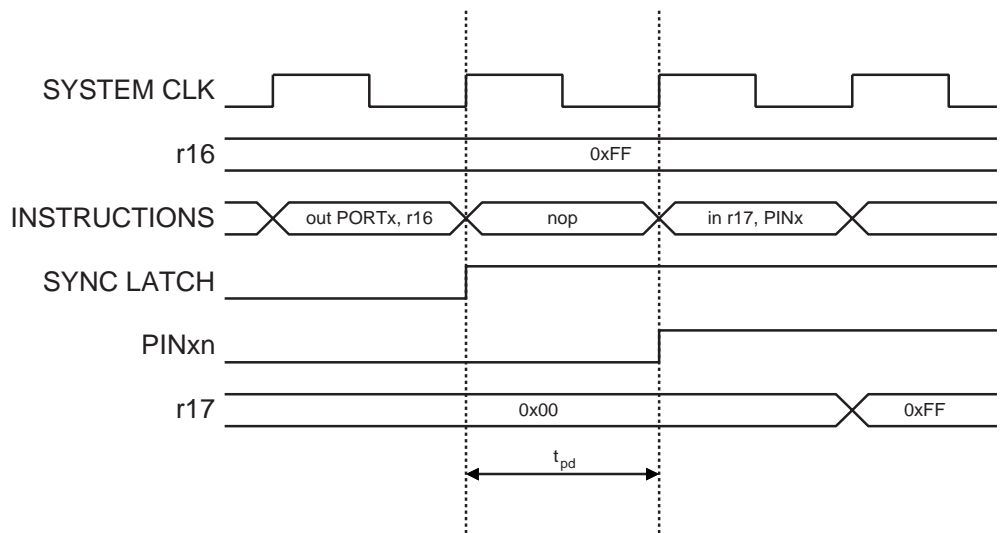 SYSTEM CLK
r16
0xFF
INSTRUCTIONS
out PORTx, r16
nop
in r17, PINx
SYNC LATCH
PINxn
r17
0x00
0xFF
tpd